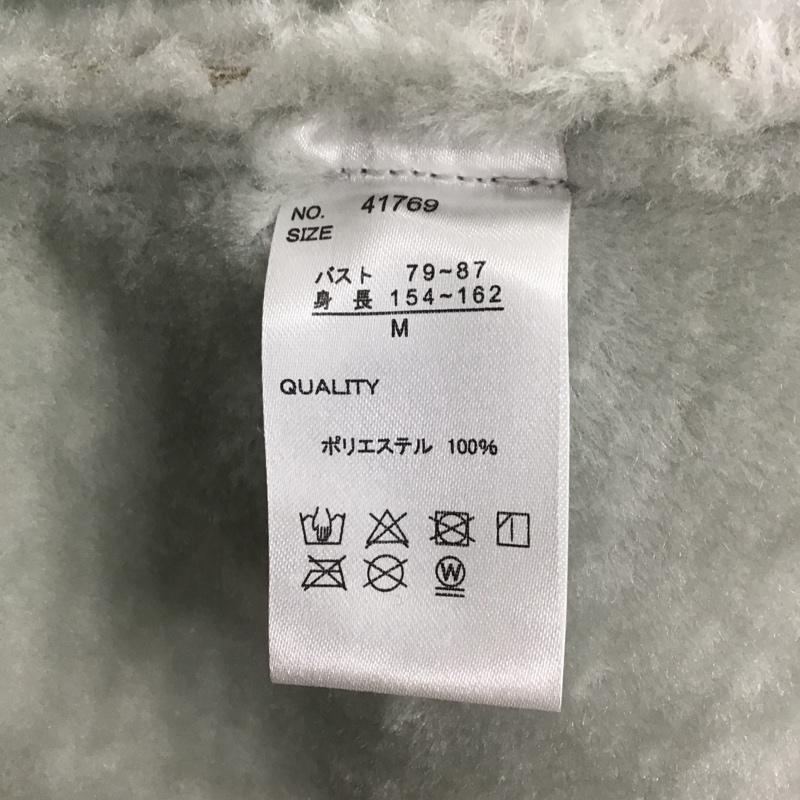 NO. 41769
SIZE
バスト 79~87
身 長 154~162
M
QUALITY
ポリエステル 100%
W